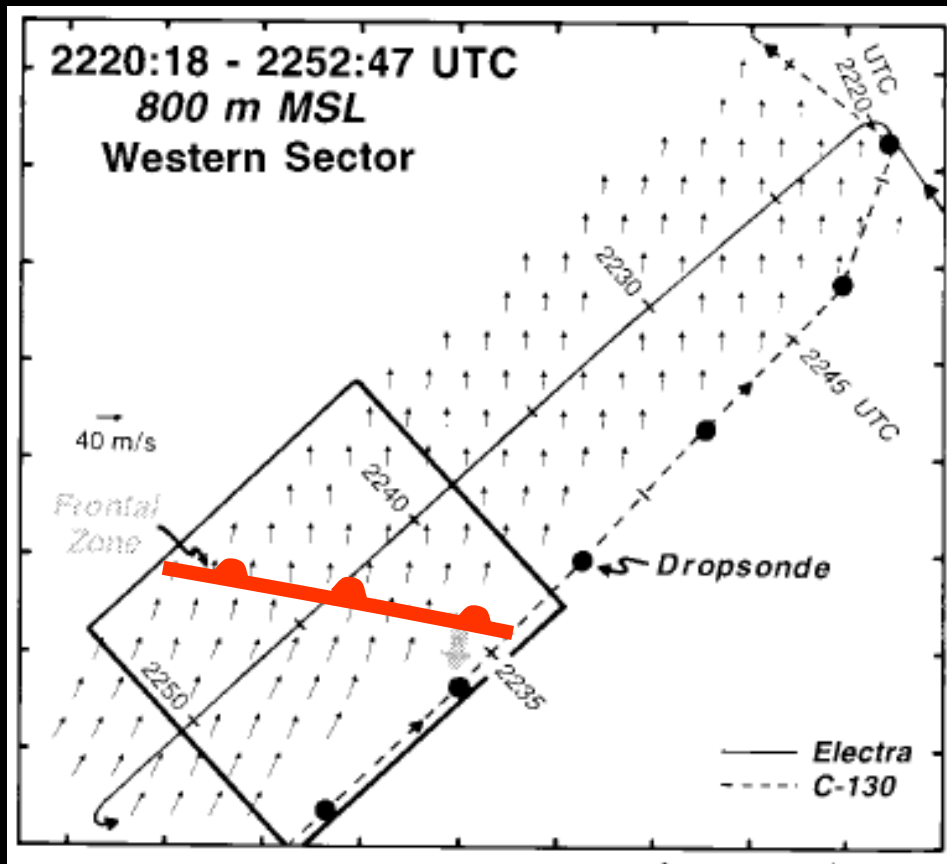 2220:18 - 2252:47 UTC
800 m MSL
Western Sector
UTC
2220
2230
2245 UTC
40 m/s
2240
Frontal
Zone
Dropsonde
2250
2235
Electra
C-130